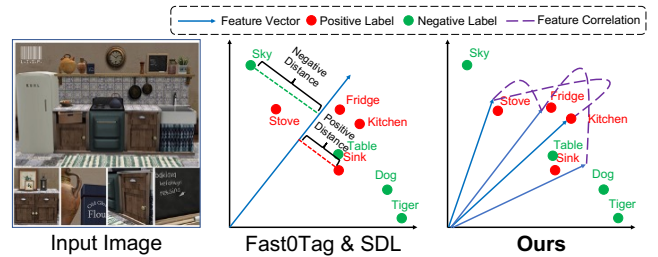 Feature Vector Positive Label Negative Label Feature Correlation
Sky
Negative
Distance
Stove
Fridge
Kitchen
Positive
Distance
Table
Sink
Dog
Tiger
Sky
Stove
Fridge
Kitchen
Table
Sink
Dog
Tiger
Flou
Input Image
Fast0Tag & SDL
Ours